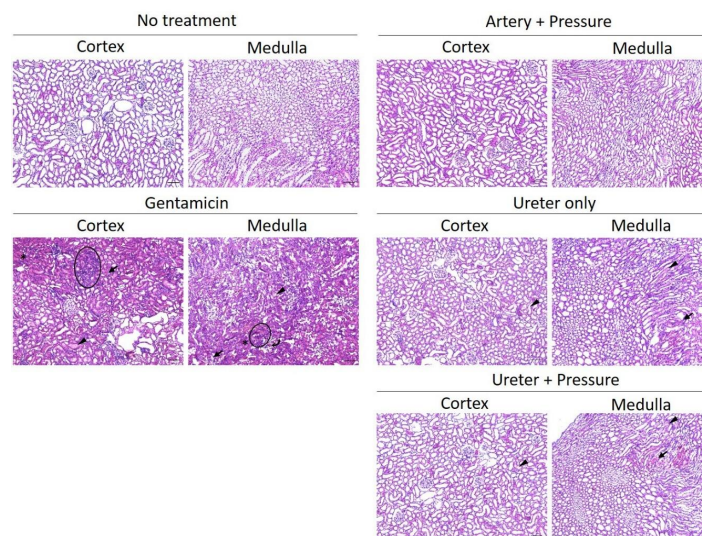 No treatment
Cortex
Medulla
Gentamicin
Cortex
Medulla
*
*
Artery + Pressure
Cortex
Medulla
Ureter only
Cortex
Medulla
Ureter + Pressure
Cortex
Medulla